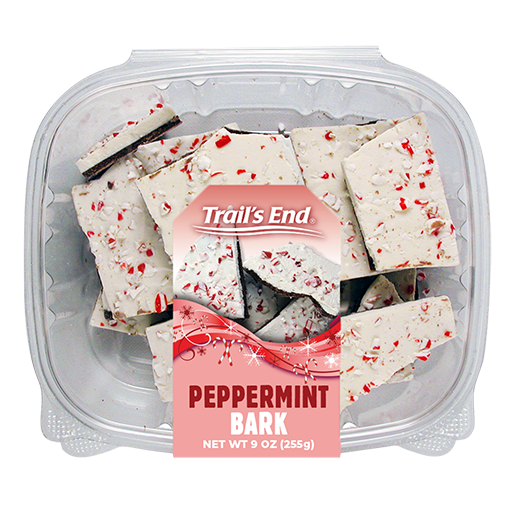 Trail's End®
PEPPERMINT
BARK
NET WT 9 OZ (255g)